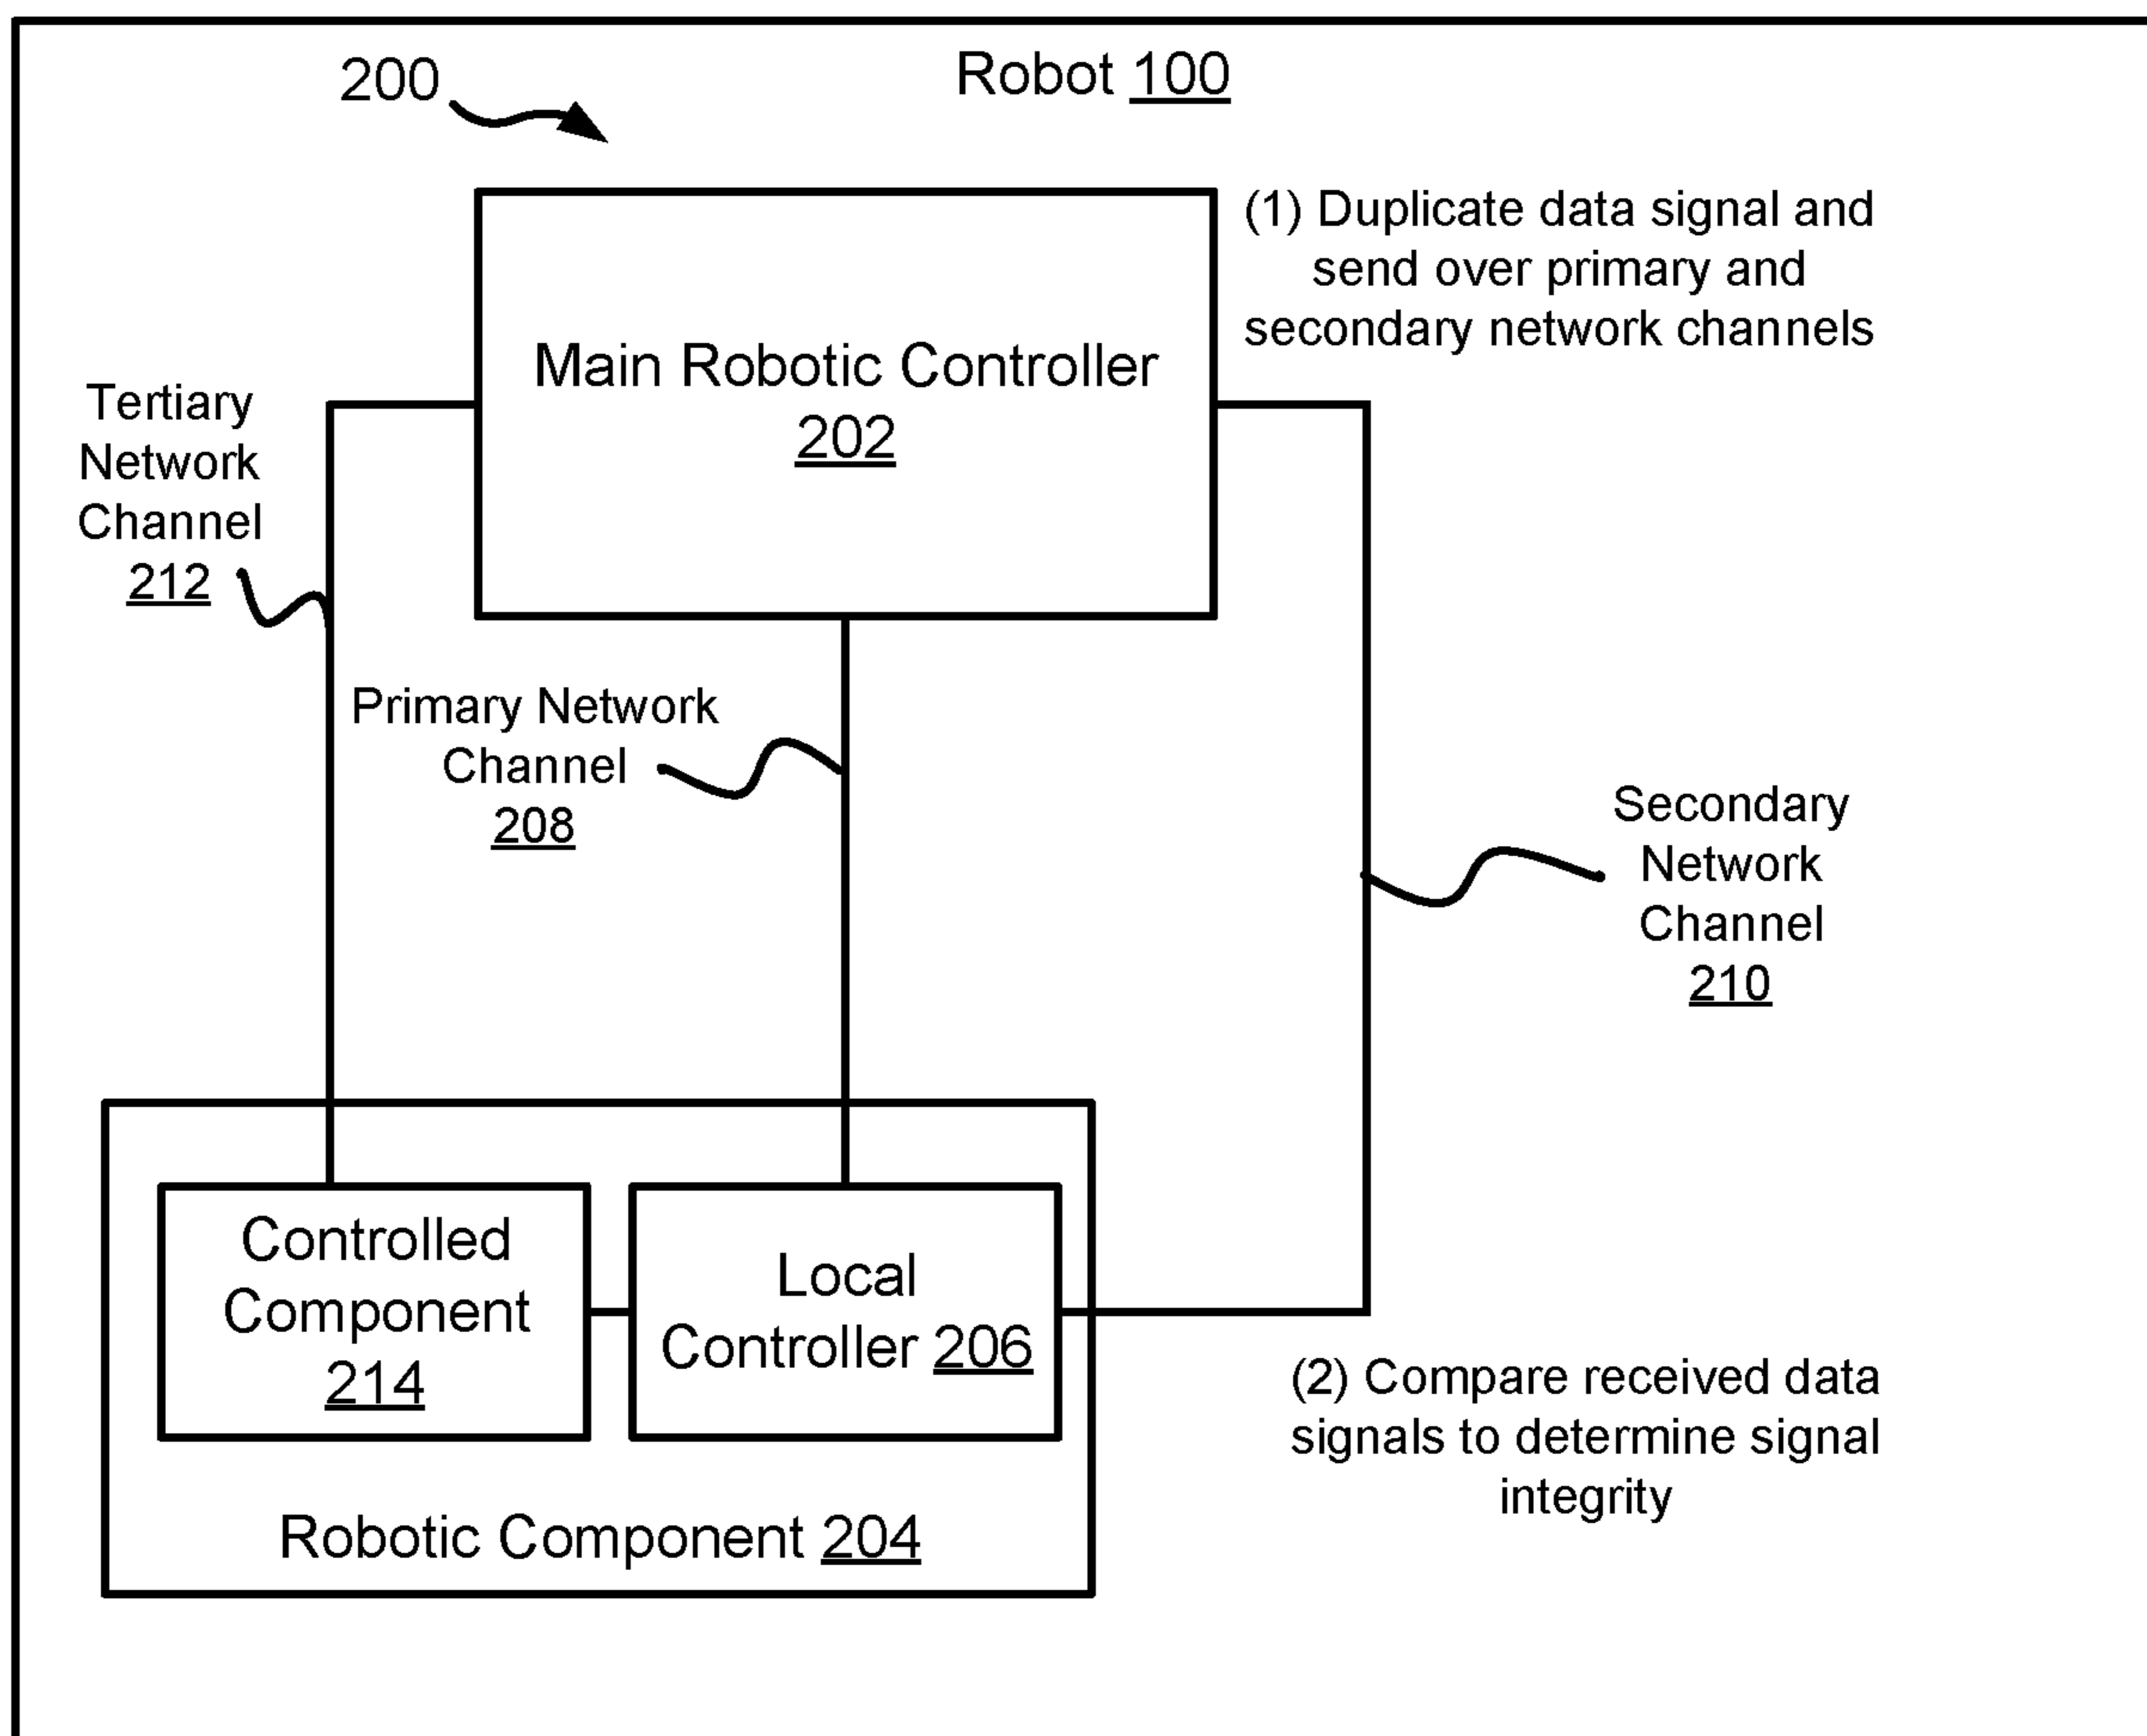 200
Robot 100
(1) Duplicate data signal and
send over primary and
secondary network channels
Main Robotic Controller
202
Tertiary
Network
Channel
212
Primary Network
Channel
208
Secondary
Network
Channel
210
Controlled
Component
214
Local
Controller 206
(2) Compare received data
signals to determine signal
integrity
Robotic Component 204